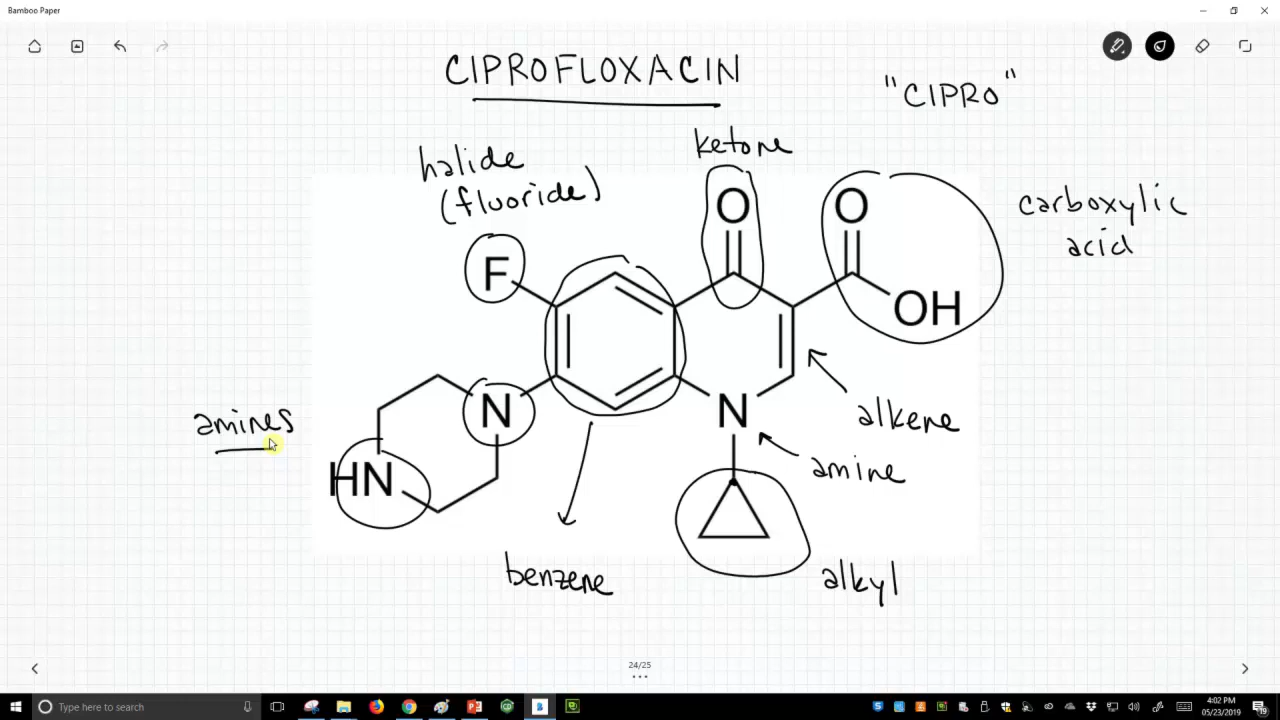 Bamboo Paper
CIPROFLOXACIN
"CIPRO"
halide
(fluoride)
ketone
carboxylic
acid
O
O
F
OH
N
N
HN
amines
alkene
amine
benzene
alkyl
24/25
Type here to search
4:02 PM
05/23/2019